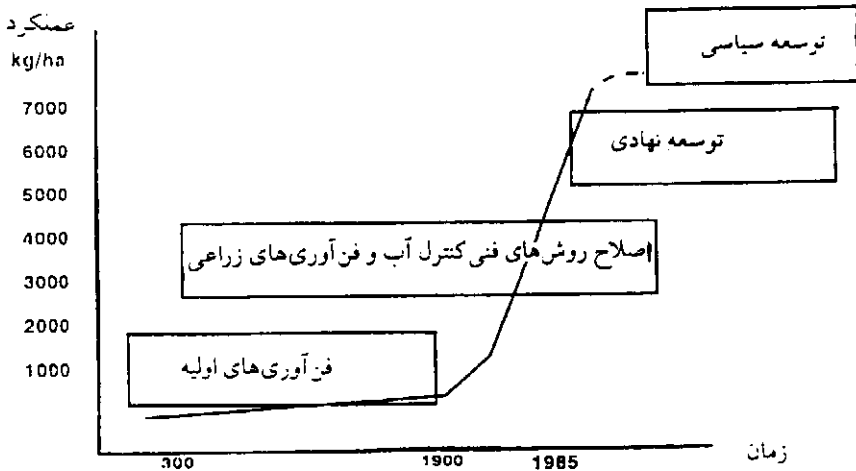 عمنکرد
kg/ha
توسعه سیاسی
7000
توسعه نهادی
6000
5000
4000
اصلاح روش‌های فنی کنترل آب و فن‌آوری‌های زراعی
3000
2000
1000
فن‌آوری‌های اولیه
300
1900
1985
زمان